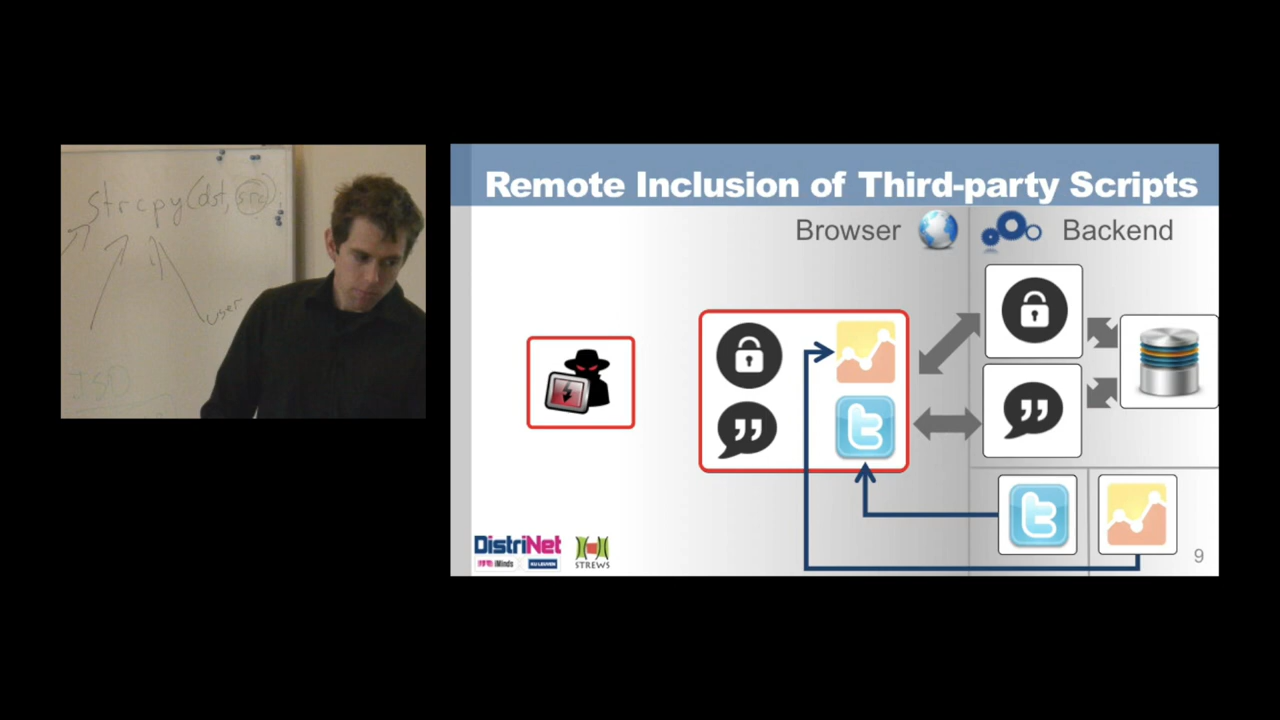 strcpy(dst, src);
user
Remote Inclusion of Third-party Scripts
Browser
Backend
DistriNet
iMinds
KU LEUVEN
STREWS
9